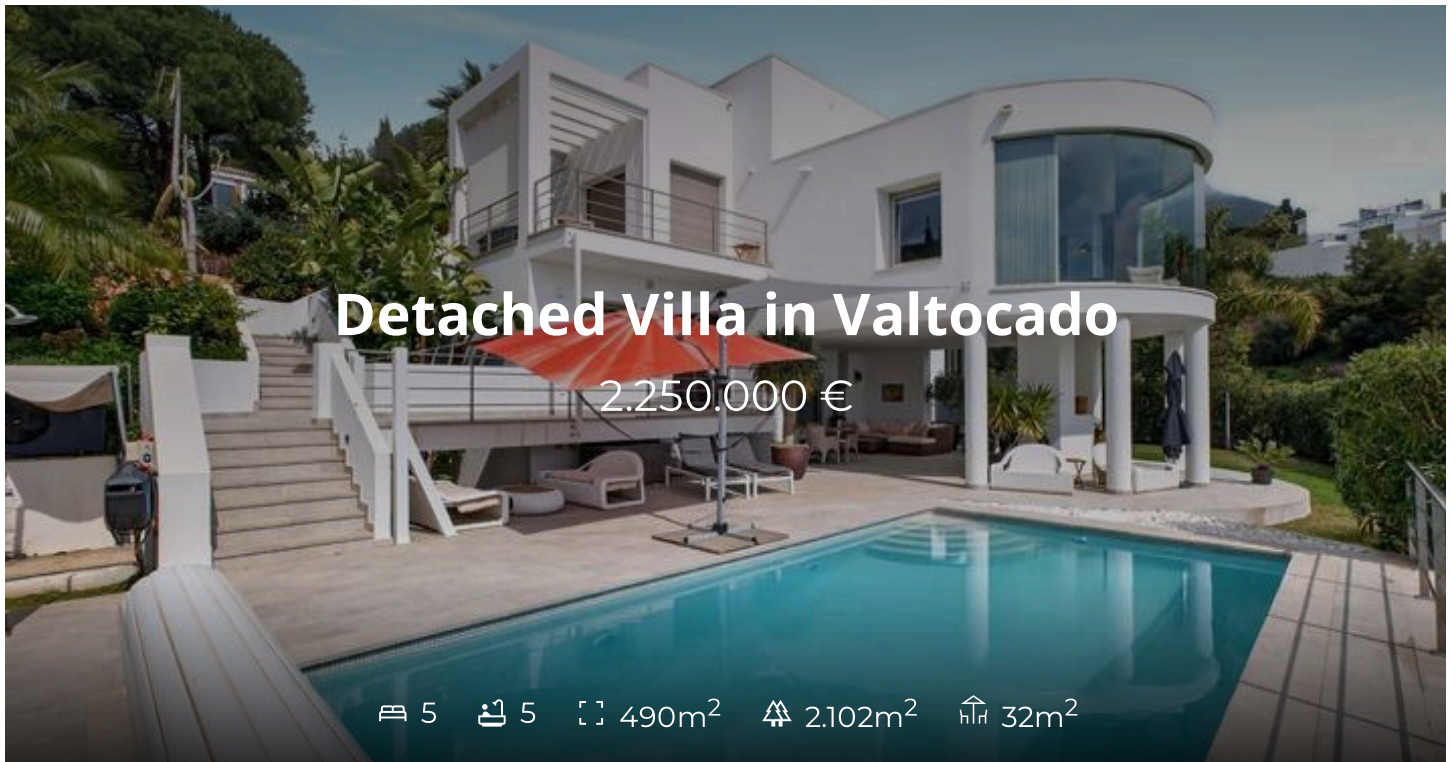 Detached Villa in Valtocado
2.250.000 €
5 5 490m² 2.102m² 32m²